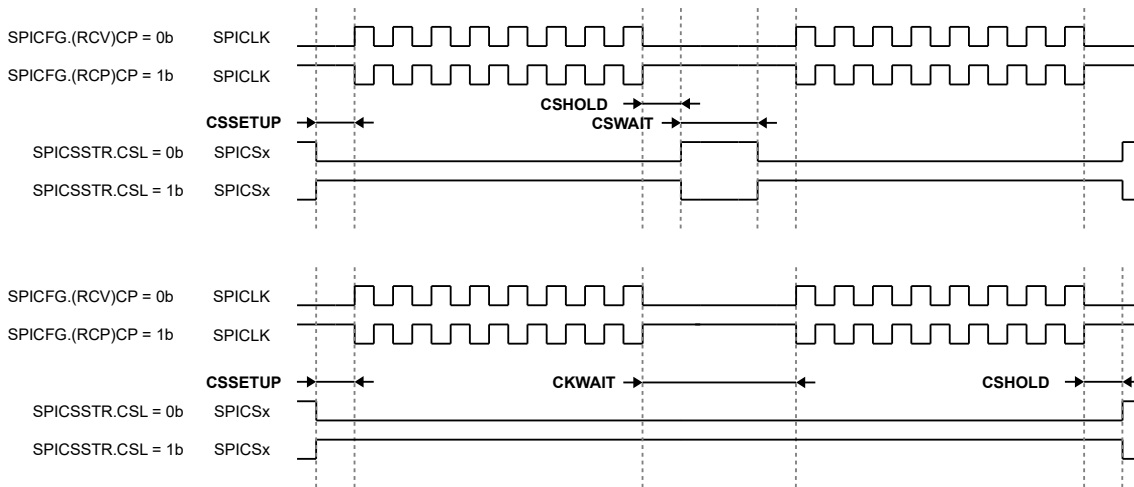 SPICFG.(RCV)CP = 0b SPICLK
SPICFG.(RCP)CP = 1b SPICLK
CSHOLD
CSSETUP CSWAIT
SPICSSTR.CSL = 0b SPICSx
SPICSSTR.CSL = 1b SPICSx
SPICFG.(RCV)CP = 0b SPICLK
SPICFG.(RCP)CP = 1b SPICLK
CSSETUP CKWAIT CSHOLD
SPICSSTR.CSL = 0b SPICSx
SPICSSTR.CSL = 1b SPICSx